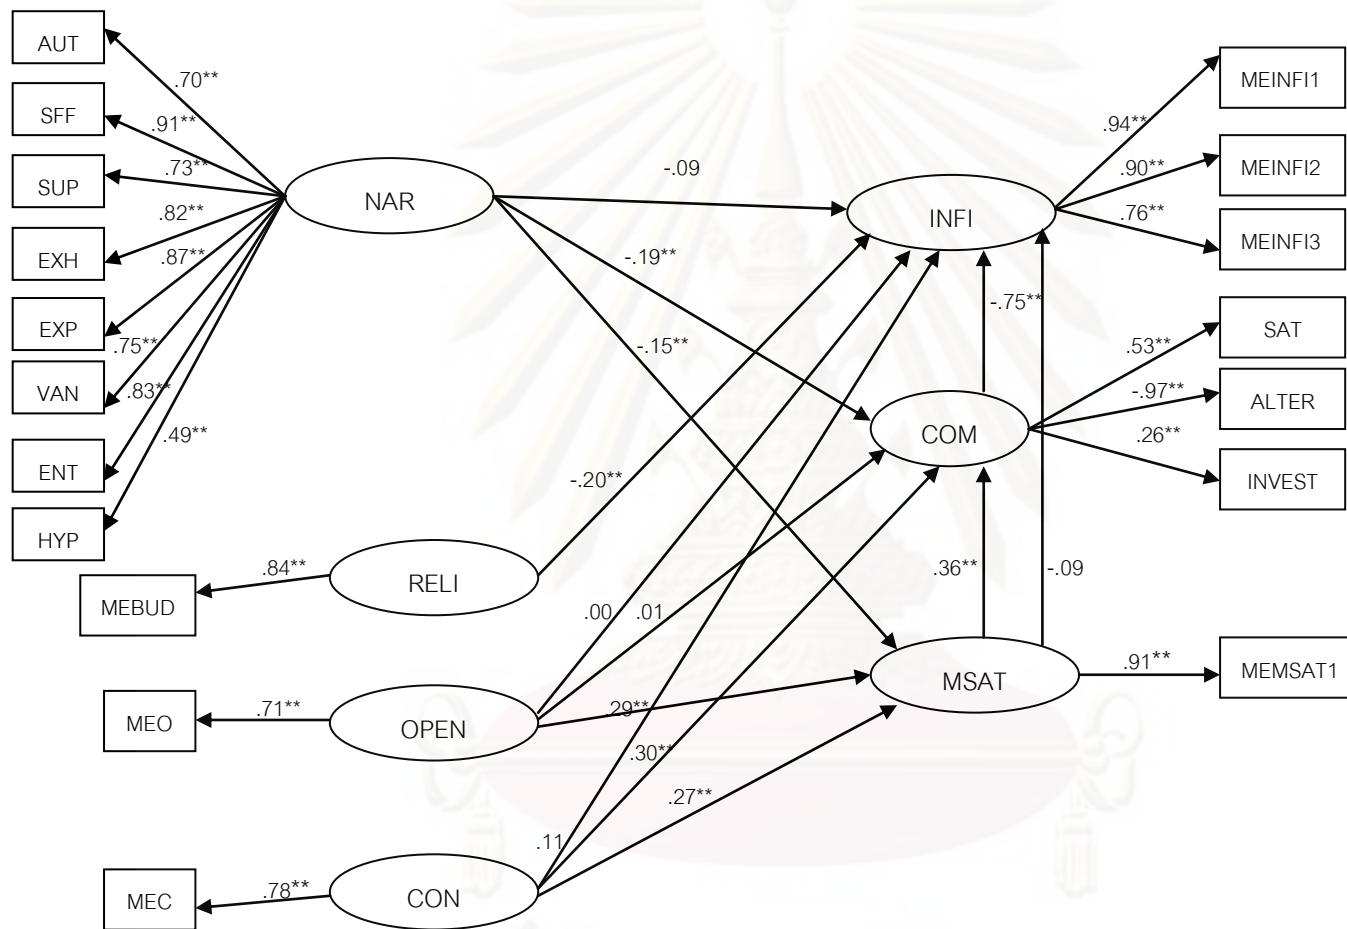 AUT
.70**
SFF
.91**
SUP
.73**
EXH
.82**
EXP
.87**
VAN
.75**
ENT
.83**
HYP
.49**
NAR
-.09
-.19**
-.15**
INFI
.94**
MEINFI1
.90**
MEINFI2
.76**
MEINFI3
-.75**
COM
.53**
SAT
-.97**
ALTER
.26**
INVEST
-.20**
MEBUD
.84**
RELI
.36**
-.09
.00
.01
MEO
.71**
OPEN
.29**
MSAT
.91**
MEMSAT1
.30**
.27**
.11
MEC
.78**
CON